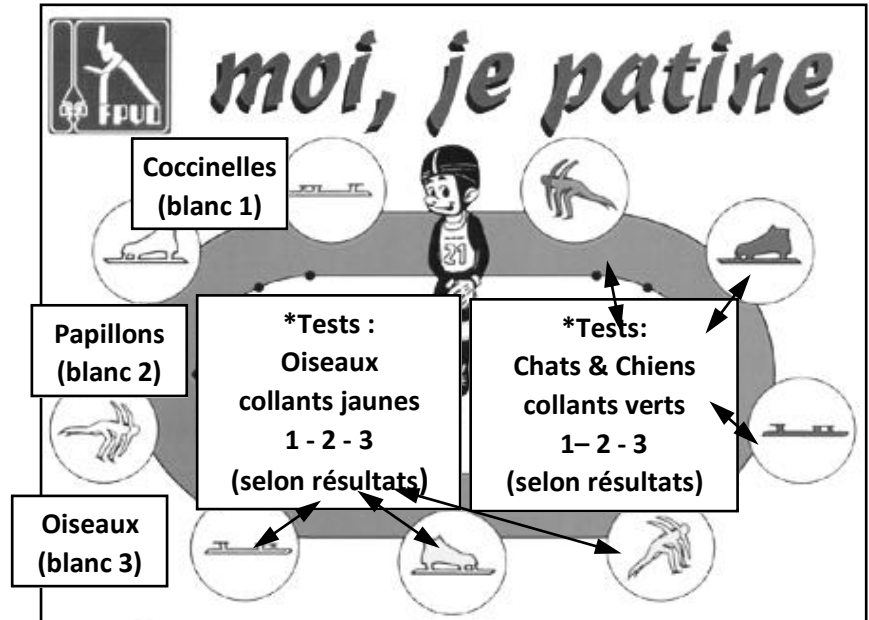 FPVQ
moi, je patine
Coccinelles
(blanc 1)
21
Papillons
(blanc 2)
*Tests :
Oiseaux
collants jaunes
1 - 2 - 3
(selon résultats)
*Tests:
Chats & Chiens
collants verts
1– 2 - 3
(selon résultats)
Oiseaux
(blanc 3)